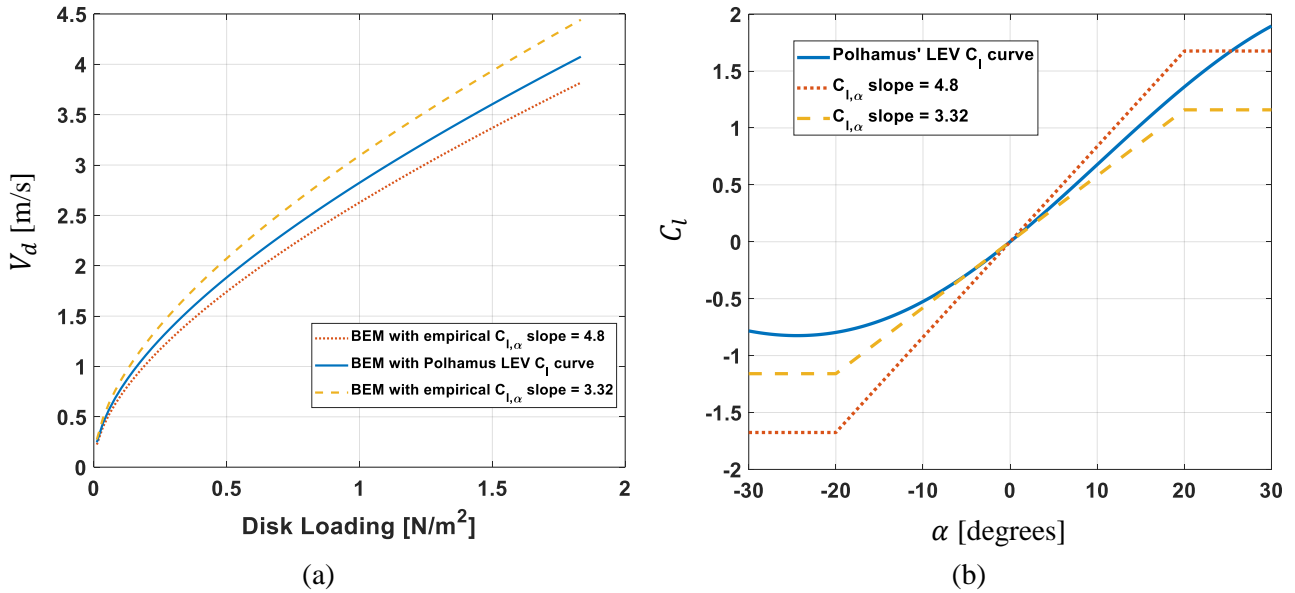 4.5
4
3.5
3
2.5
2
1.5
1
0.5
0
V_d [m/s]
BEM with empirical C_l,α slope = 4.8
BEM with Polhamus LEV C_l curve
BEM with empirical C_l,α slope = 3.32
0 0.5 1 1.5 2
Disk Loading [N/m²]
(a)
2
1.5
1
0.5
0
-0.5
-1
-1.5
-2
C_l
Polhamus' LEV C_l curve
C_l,α slope = 4.8
C_l,α slope = 3.32
-30 -20 -10 0 10 20 30
α [degrees]
(b)